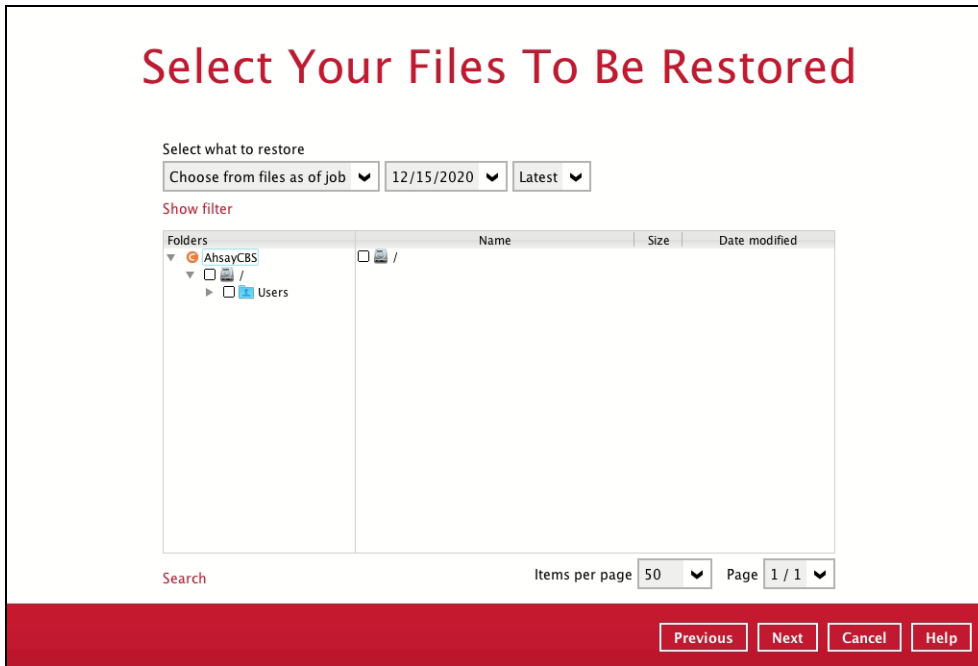 Select Your Files To Be Restored
Select what to restore
Choose from files as of job 12/15/2020 Latest
Show filter
Folders Name Size Date modified
AhsayCBS /
/
Users
Search Items per page 50 Page 1 / 1
Previous Next Cancel Help